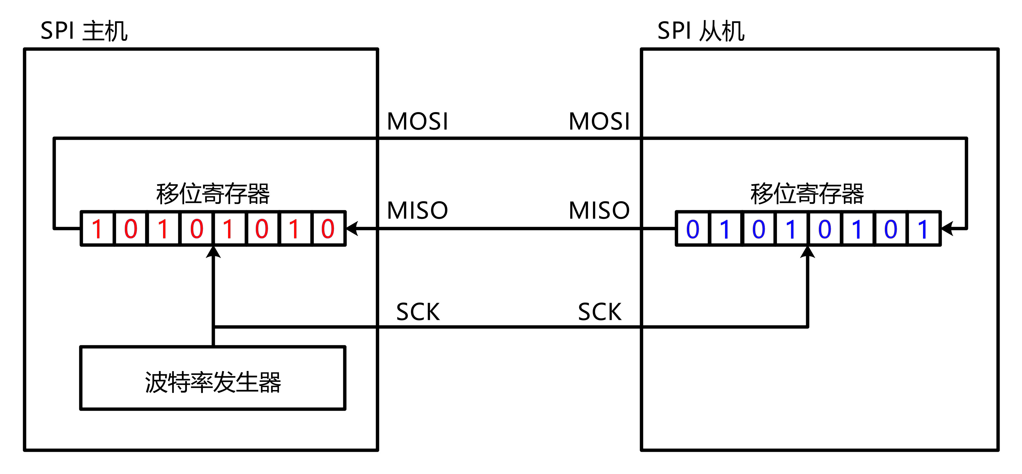 SPI 主机
SPI 从机
MOSI
MOSI
移位寄存器
移位寄存器
1 0 1 0 1 0 1 0
MISO
MISO
0 1 0 1 0 1 0 1
SCK
SCK
波特率发生器